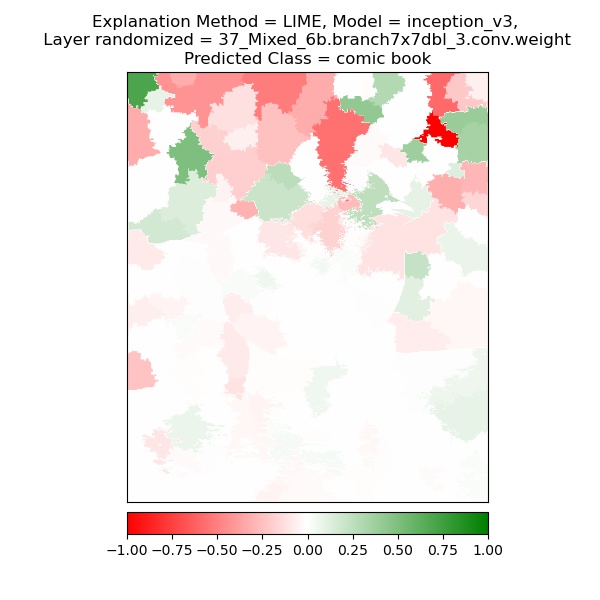 Explanation Method = LIME, Model = inception_v3,
Layer randomized = 37_Mixed_6b.branch7x7dbl_3.conv.weight
Predicted Class = comic book
−1.00 −0.75 −0.50 −0.25 0.00 0.25 0.50 0.75 1.00